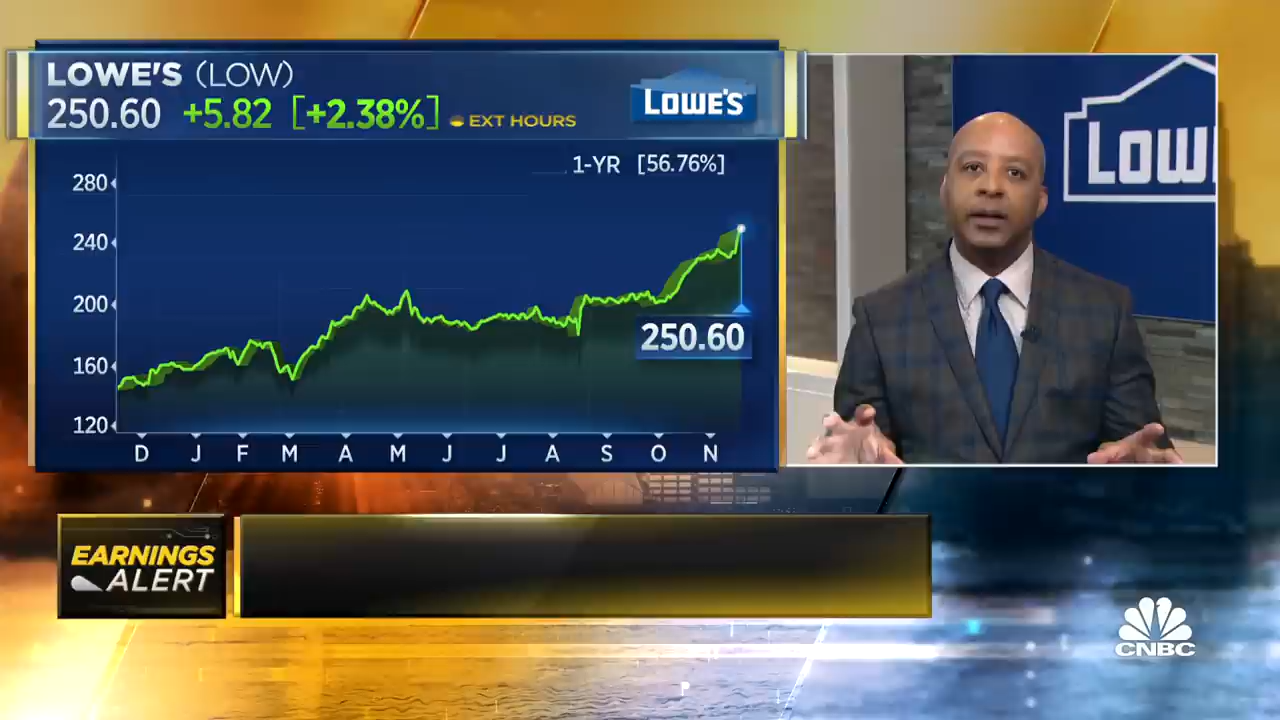 LOWE'S (LOW)
250.60 +5.82 [+2.38%] EXT HOURS
LOWE'S
1-YR [56.76%]
280
240
200
160
120
250.60
D J F M A M J J A S O N
LOW
EARNINGS
ALERT
CNBC